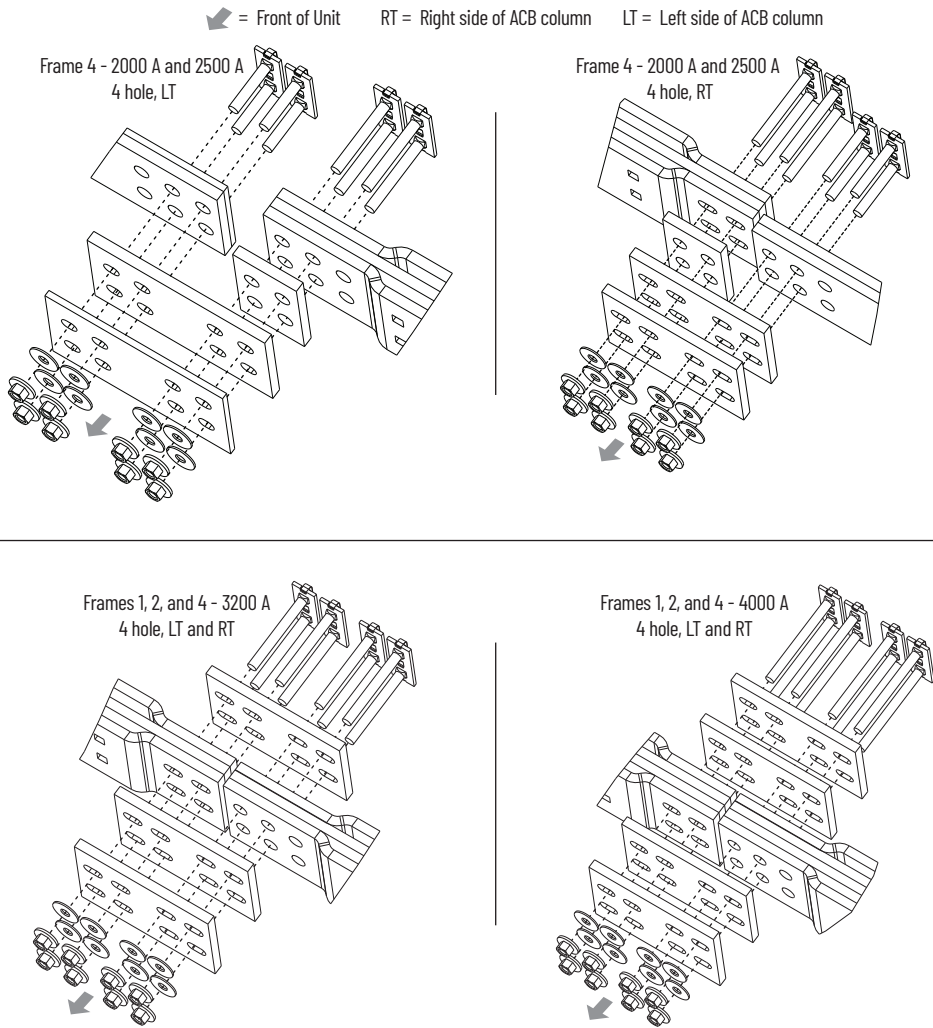 = Front of Unit RT = Right side of ACB column LT = Left side of ACB column
Frame 4 - 2000 A and 2500 A
4 hole, LT
Frame 4 - 2000 A and 2500 A
4 hole, RT
Frames 1, 2, and 4 - 3200 A
4 hole, LT and RT
Frames 1, 2, and 4 - 4000 A
4 hole, LT and RT